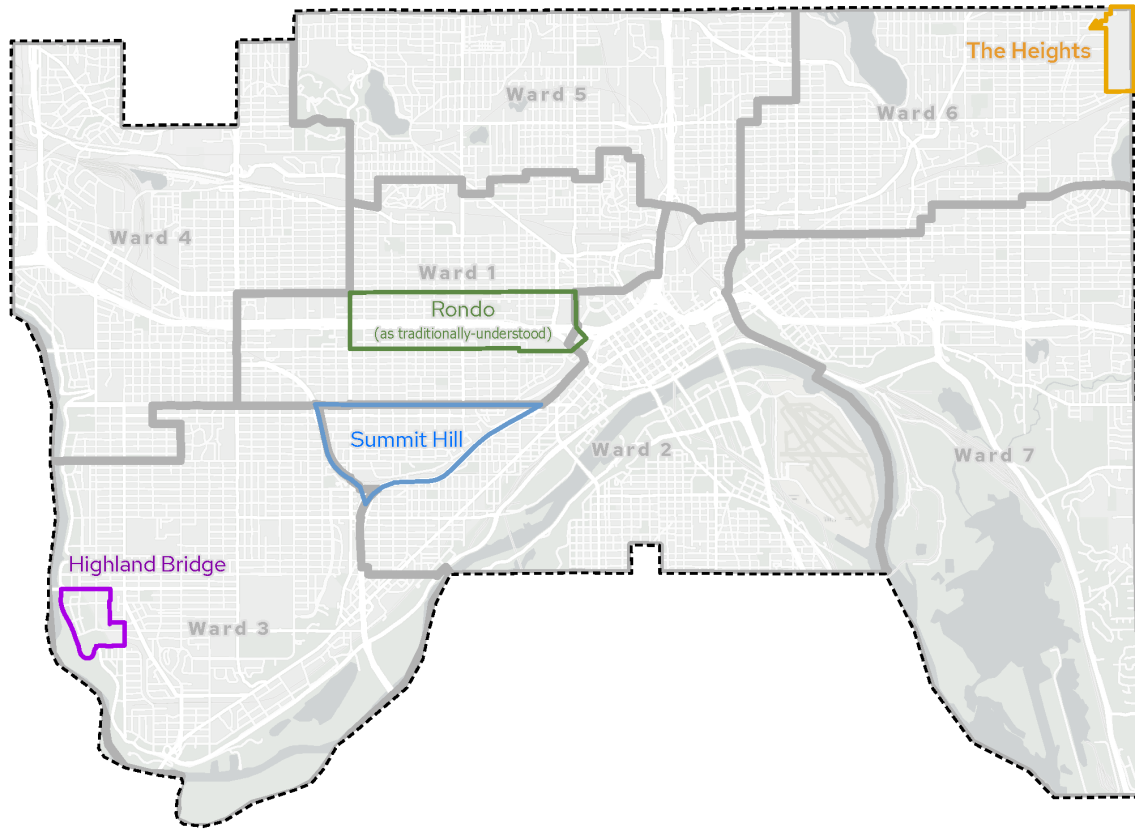 The Heights
Ward 5
Ward 6
Ward 4
Ward 1
Rondo
(as traditionally-understood)
Summit Hill
Ward 2
Ward 7
Highland Bridge
Ward 3